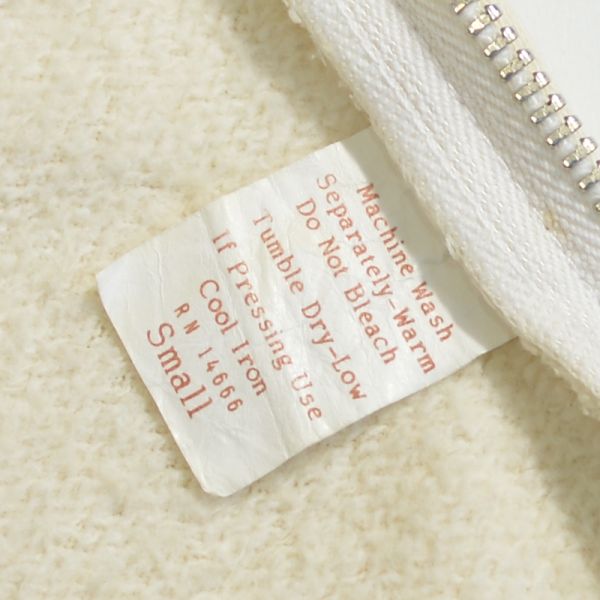 Machine Wash
Separately-Warm
Do Not Bleach
Tumble Dry-Low
If Pressing Use
Cool Iron
RN 14666
Small